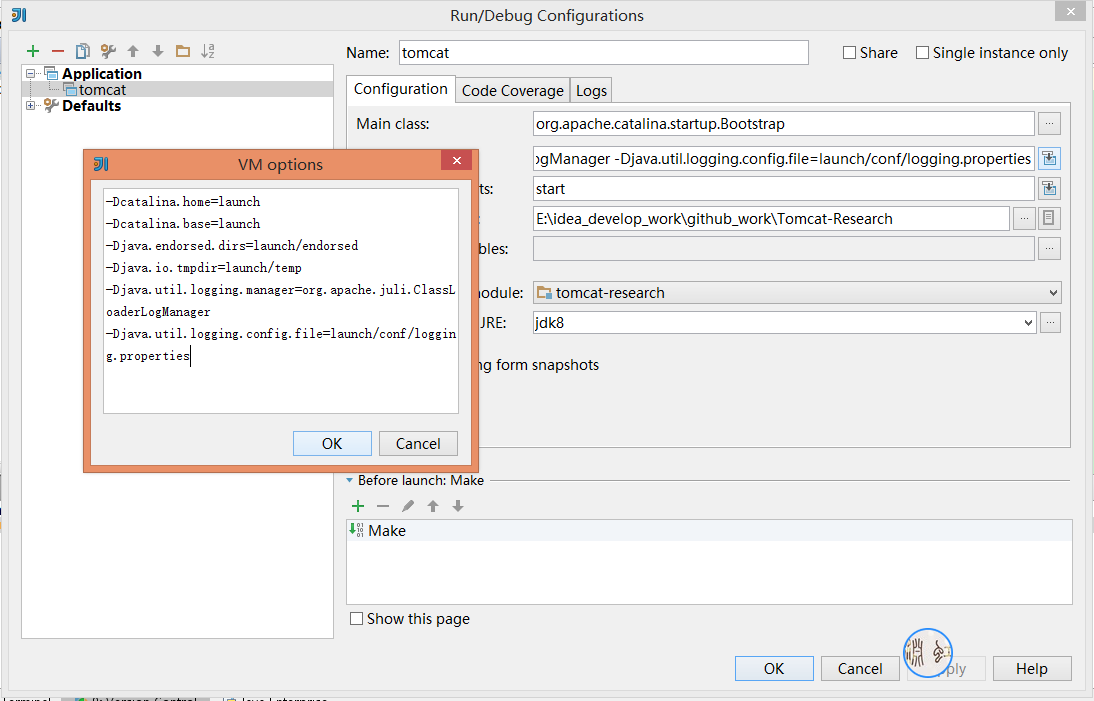 Run/Debug Configurations
Name: tomcat
Share
Single instance only
Application
tomcat
Defaults
Configuration
Code Coverage
Logs
Main class: org.apache.catalina.startup.Bootstrap
ogManager -Djava.util.logging.config.file=launch/conf/logging.properties
ts: start
: E:\idea_develop_work\github_work\Tomcat-Research
bles:
odule: tomcat-research
JRE: jdk8
ng form snapshots
VM options
-Dcatalina.home=launch
-Dcatalina.base=launch
-Djava.endorsed.dirs=launch/endorsed
-Djava.io.tmpdir=launch/temp
-Djava.util.logging.manager=org.apache.juli.ClassL
oaderLogManager
-Djava.util.logging.config.file=launch/conf/loggin
g.properties
OK
Cancel
Before launch: Make
Make
Show this page
OK
Cancel
Help